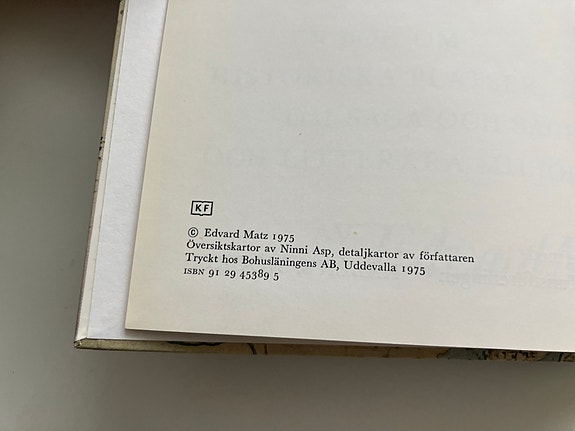 KF
© Edvard Matz 1975
Översiktskartor av Ninni Asp, detaljkartor av författaren
Tryckt hos Bohusläningens AB, Uddevalla 1975
ISBN 91 29 45389 5